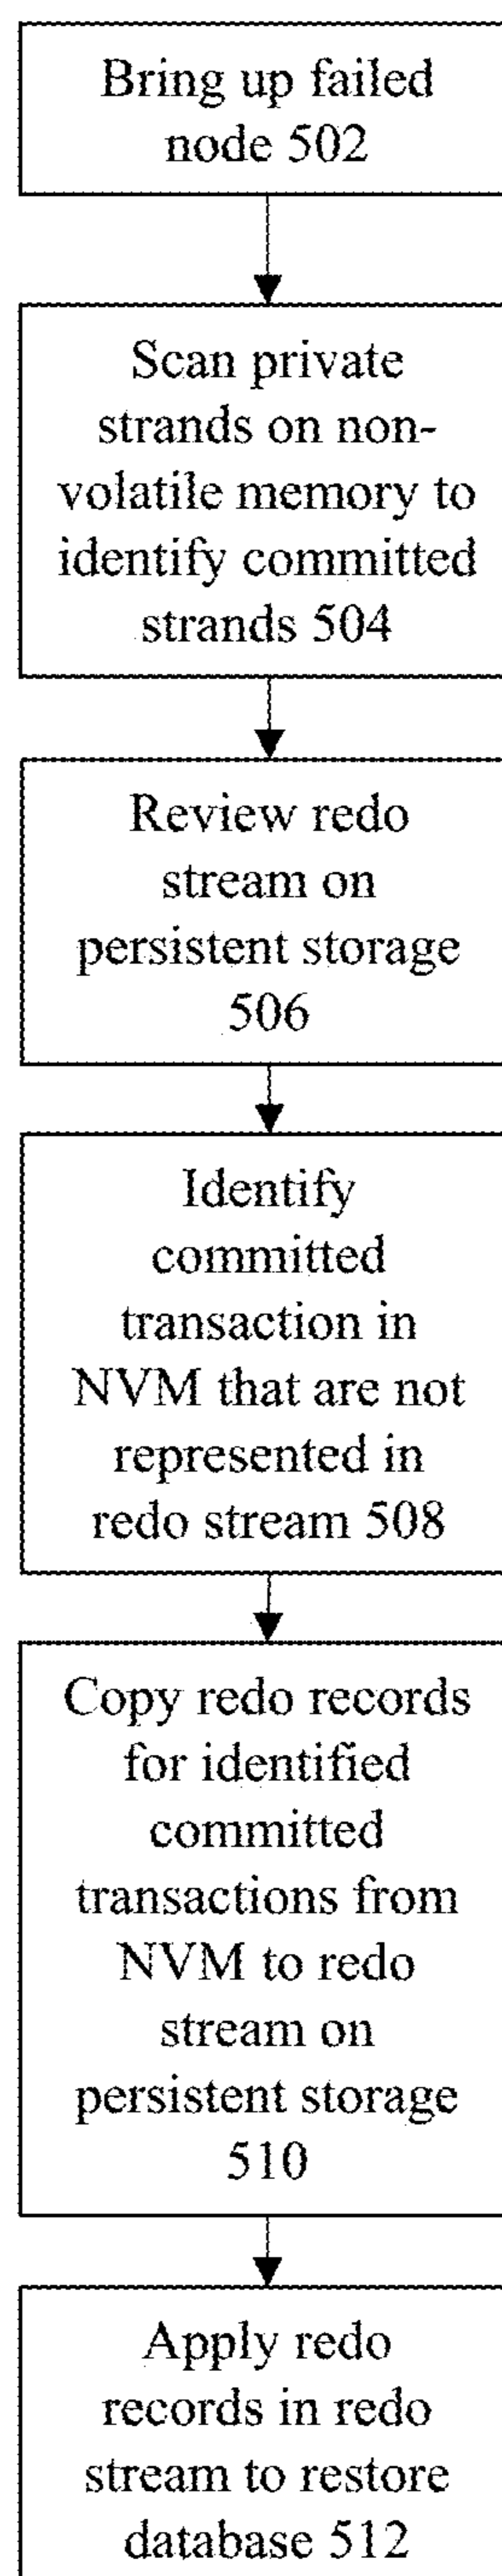 Bring up failed
node 502
Scan private
strands on non-
volatile memory to
identify committed
strands 504
Review redo
stream on
persistent storage
506
Identify
committed
transaction in
NVM that are not
represented in
redo stream 508
Copy redo records
for identified
committed
transactions from
NVM to redo
stream on
persistent storage
510
Apply redo
records in redo
stream to restore
database 512